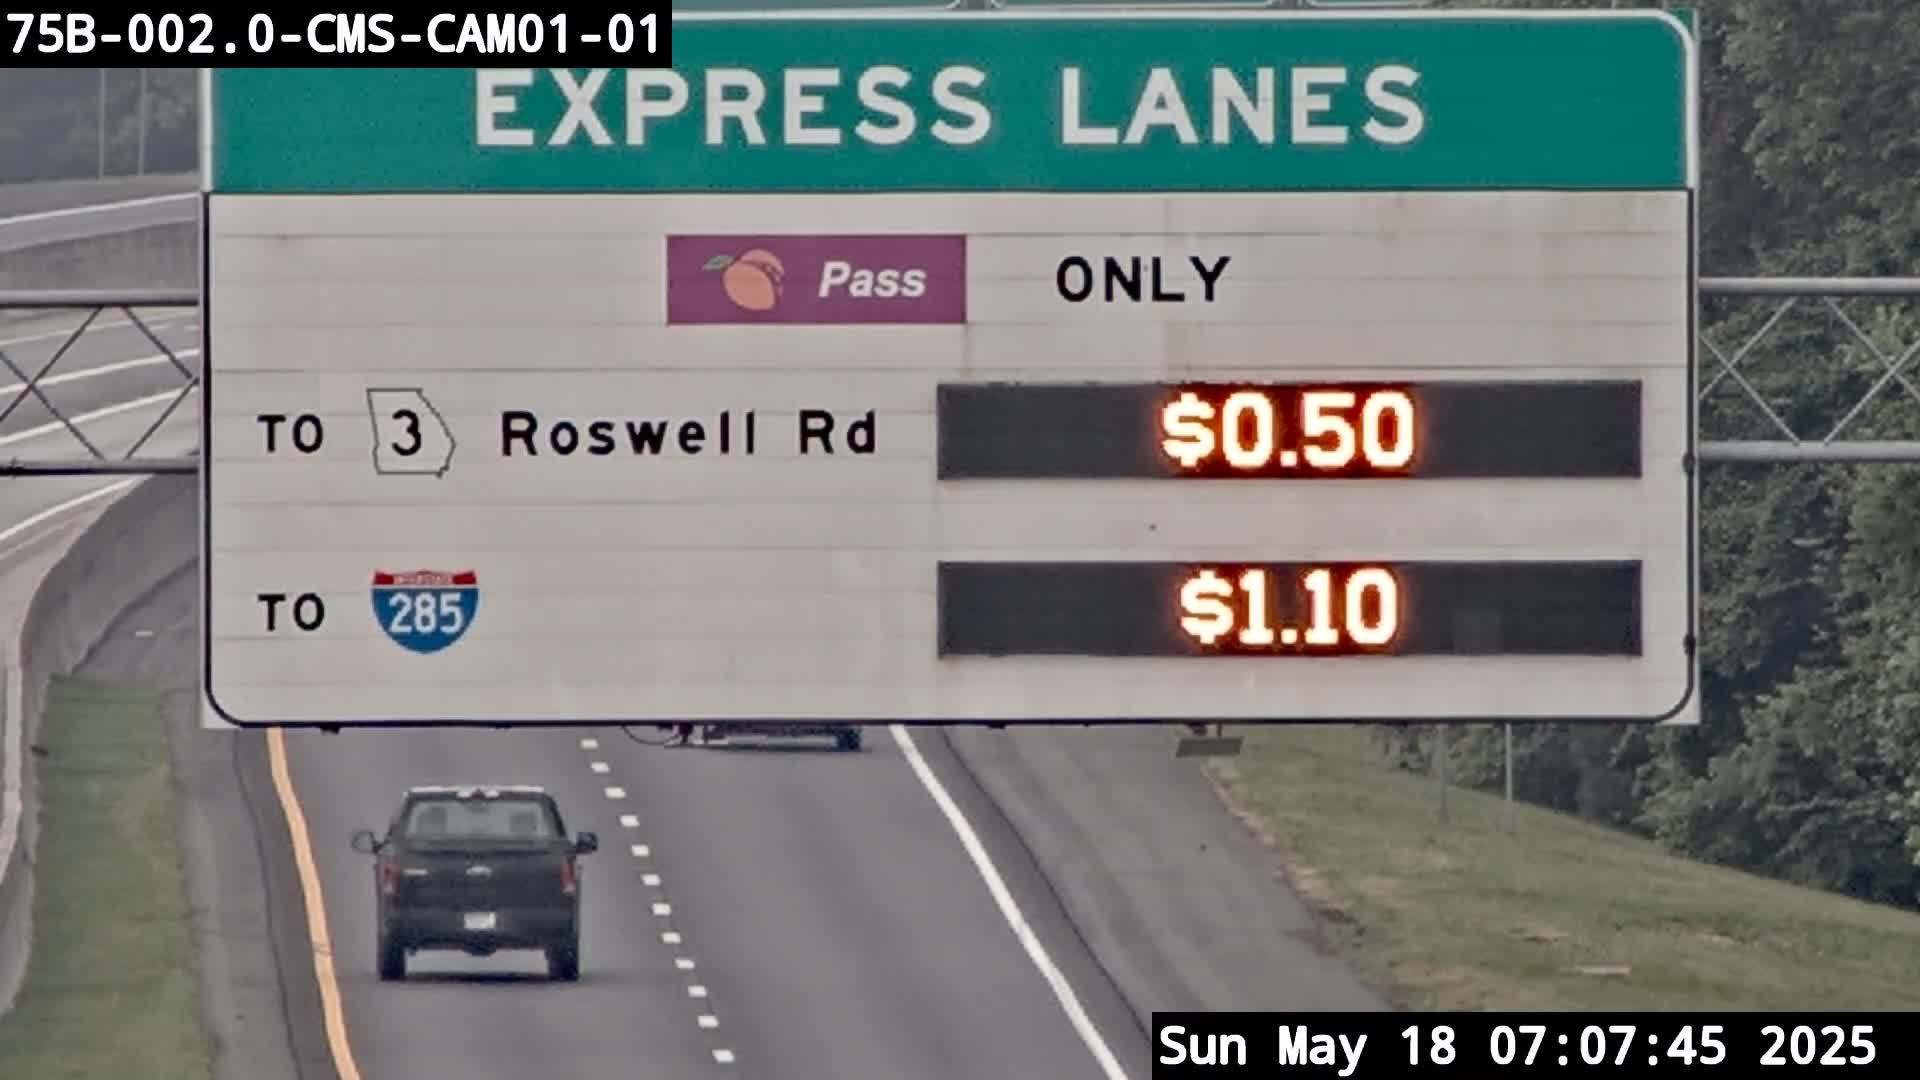 75B-002.0-CMS-CAM01-01
EXPRESS LANES
Pass ONLY
TO 3 Roswell Rd $0.50
INTERSTATE
TO 285 $1.10
Sun May 18 07:07:45 2025